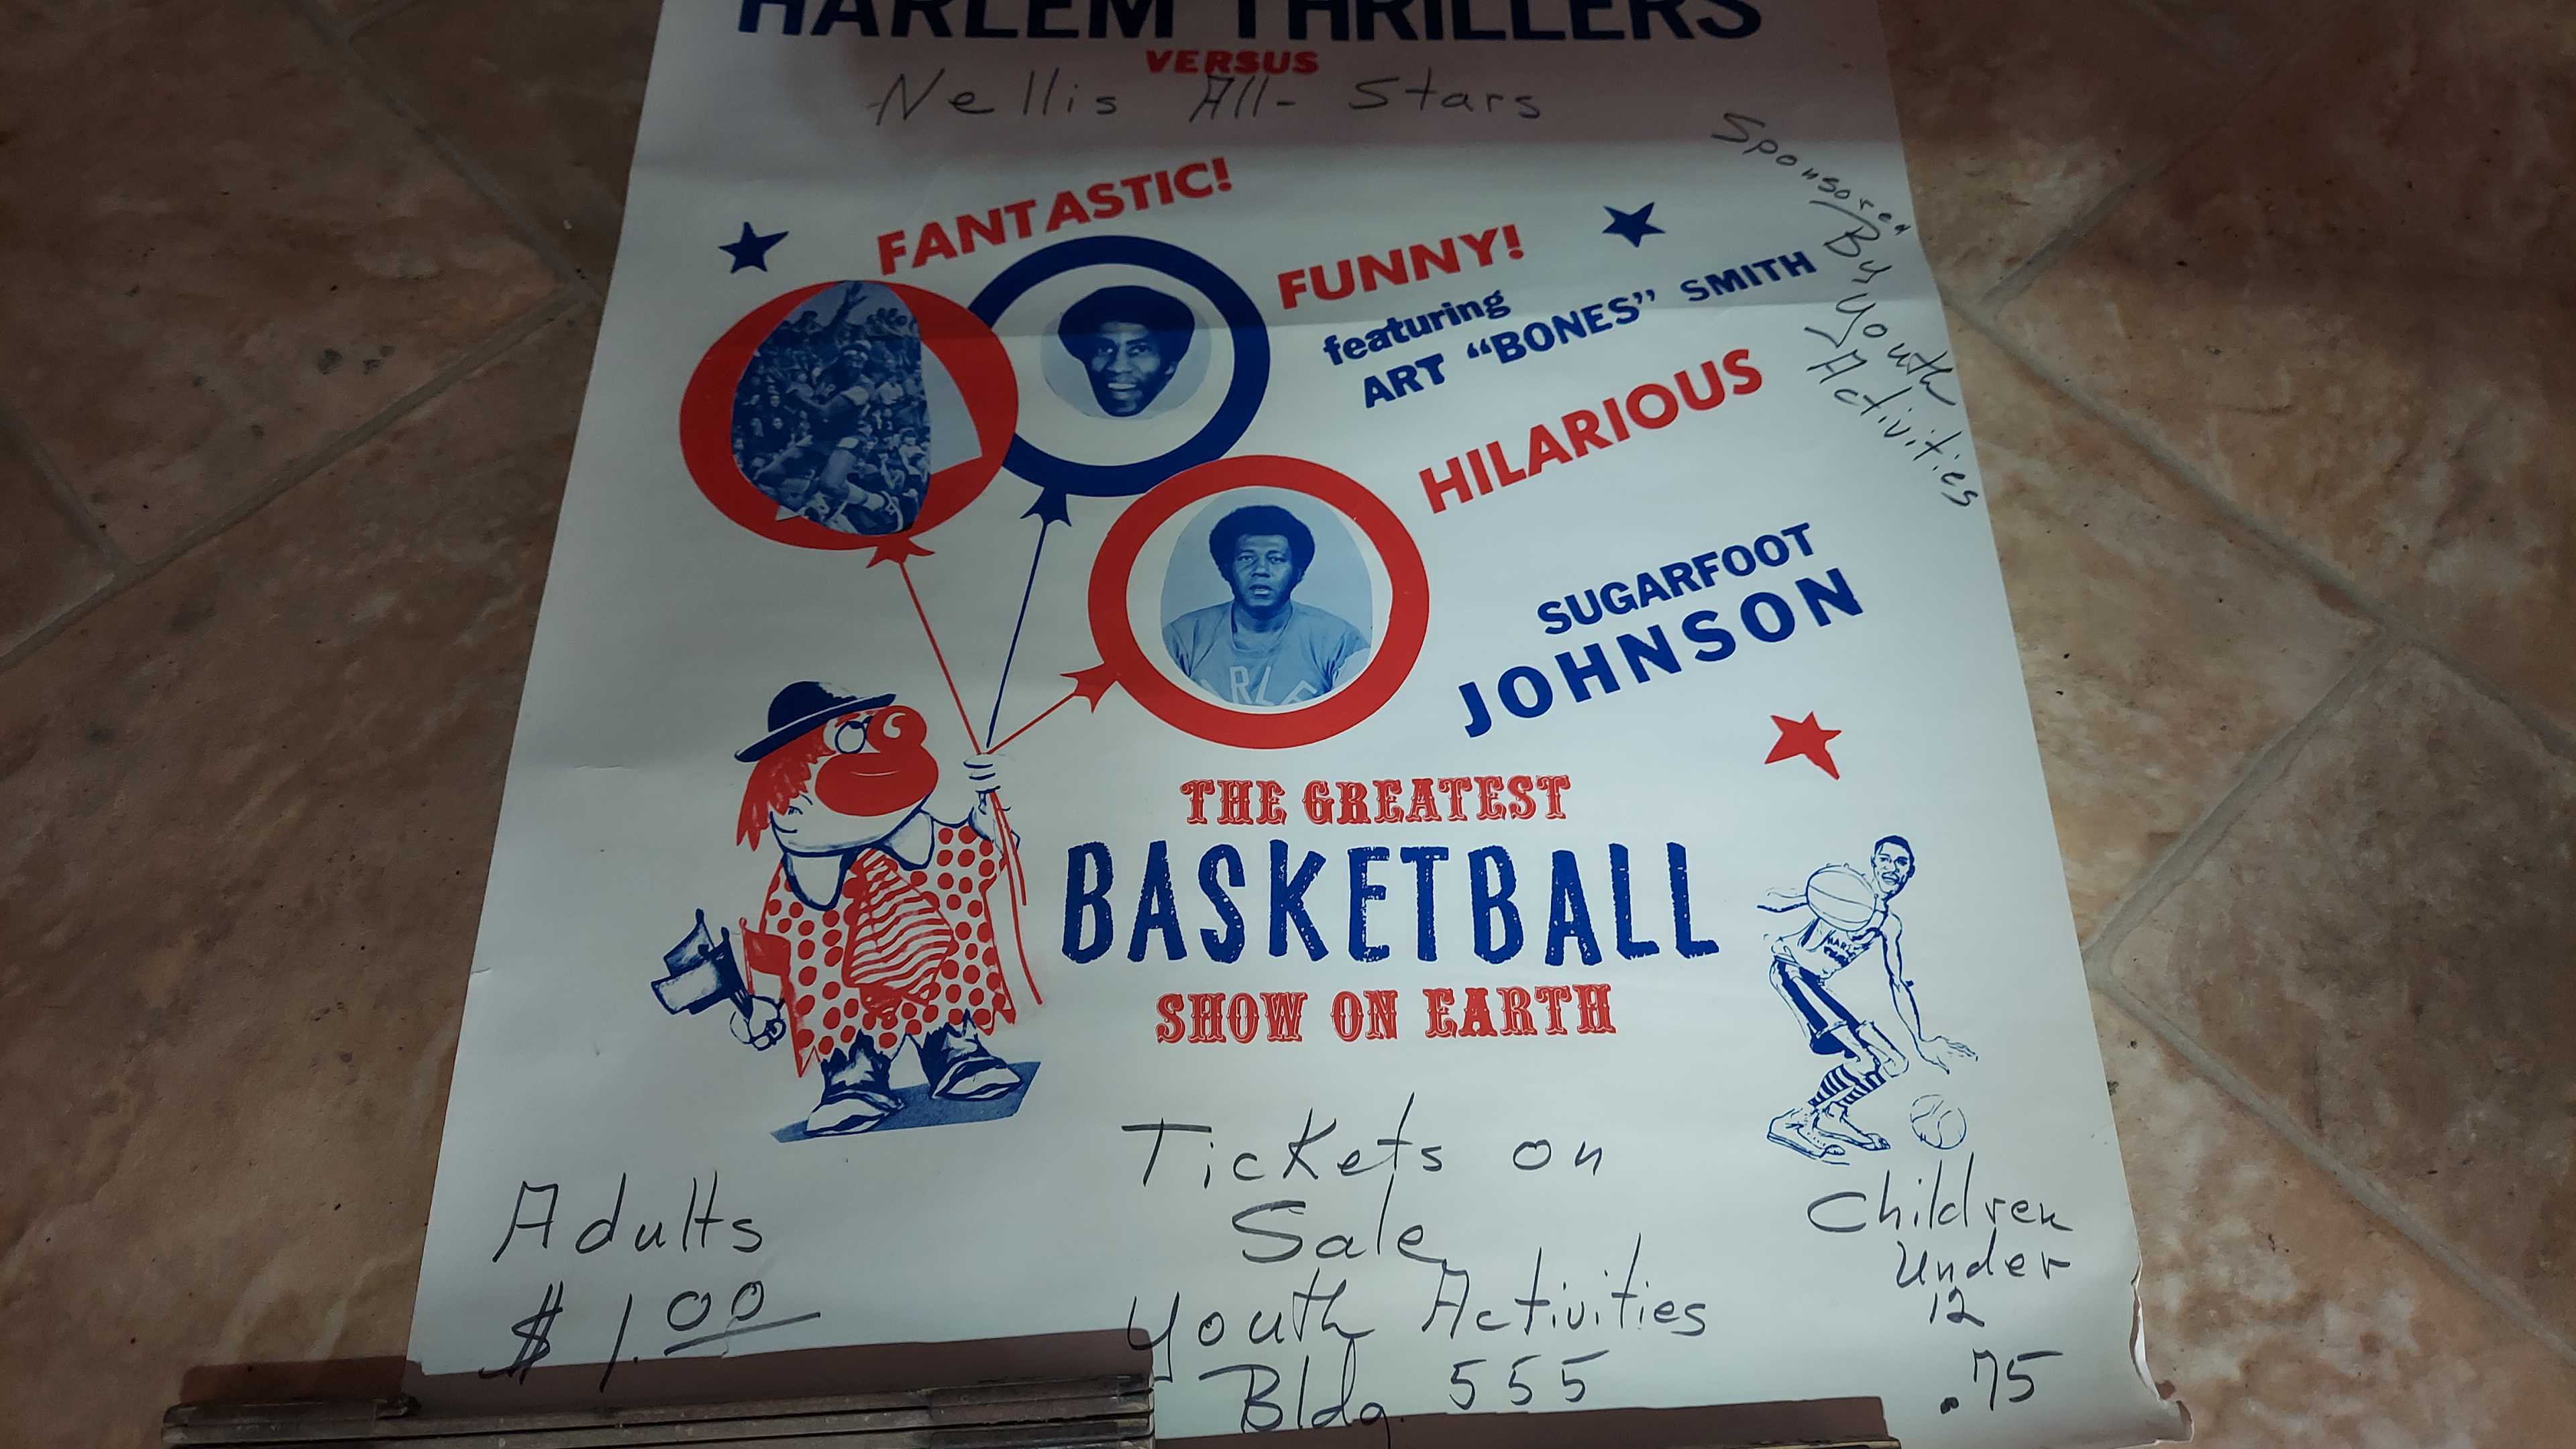 HARLEM THRILLERS
VERSUS
Nellis All-Stars
Sponsored
By
Youth
Activities
FANTASTIC!
FUNNY!
featuring
ART "BONES" SMITH
HILARIOUS
SUGARFOOT
JOHNSON
THE GREATEST
BASKETBALL
SHOW ON EARTH
Tickets on
Sale
Youth Activities
Bldg. 555
Adults
$1.00
Children
Under
12
.75